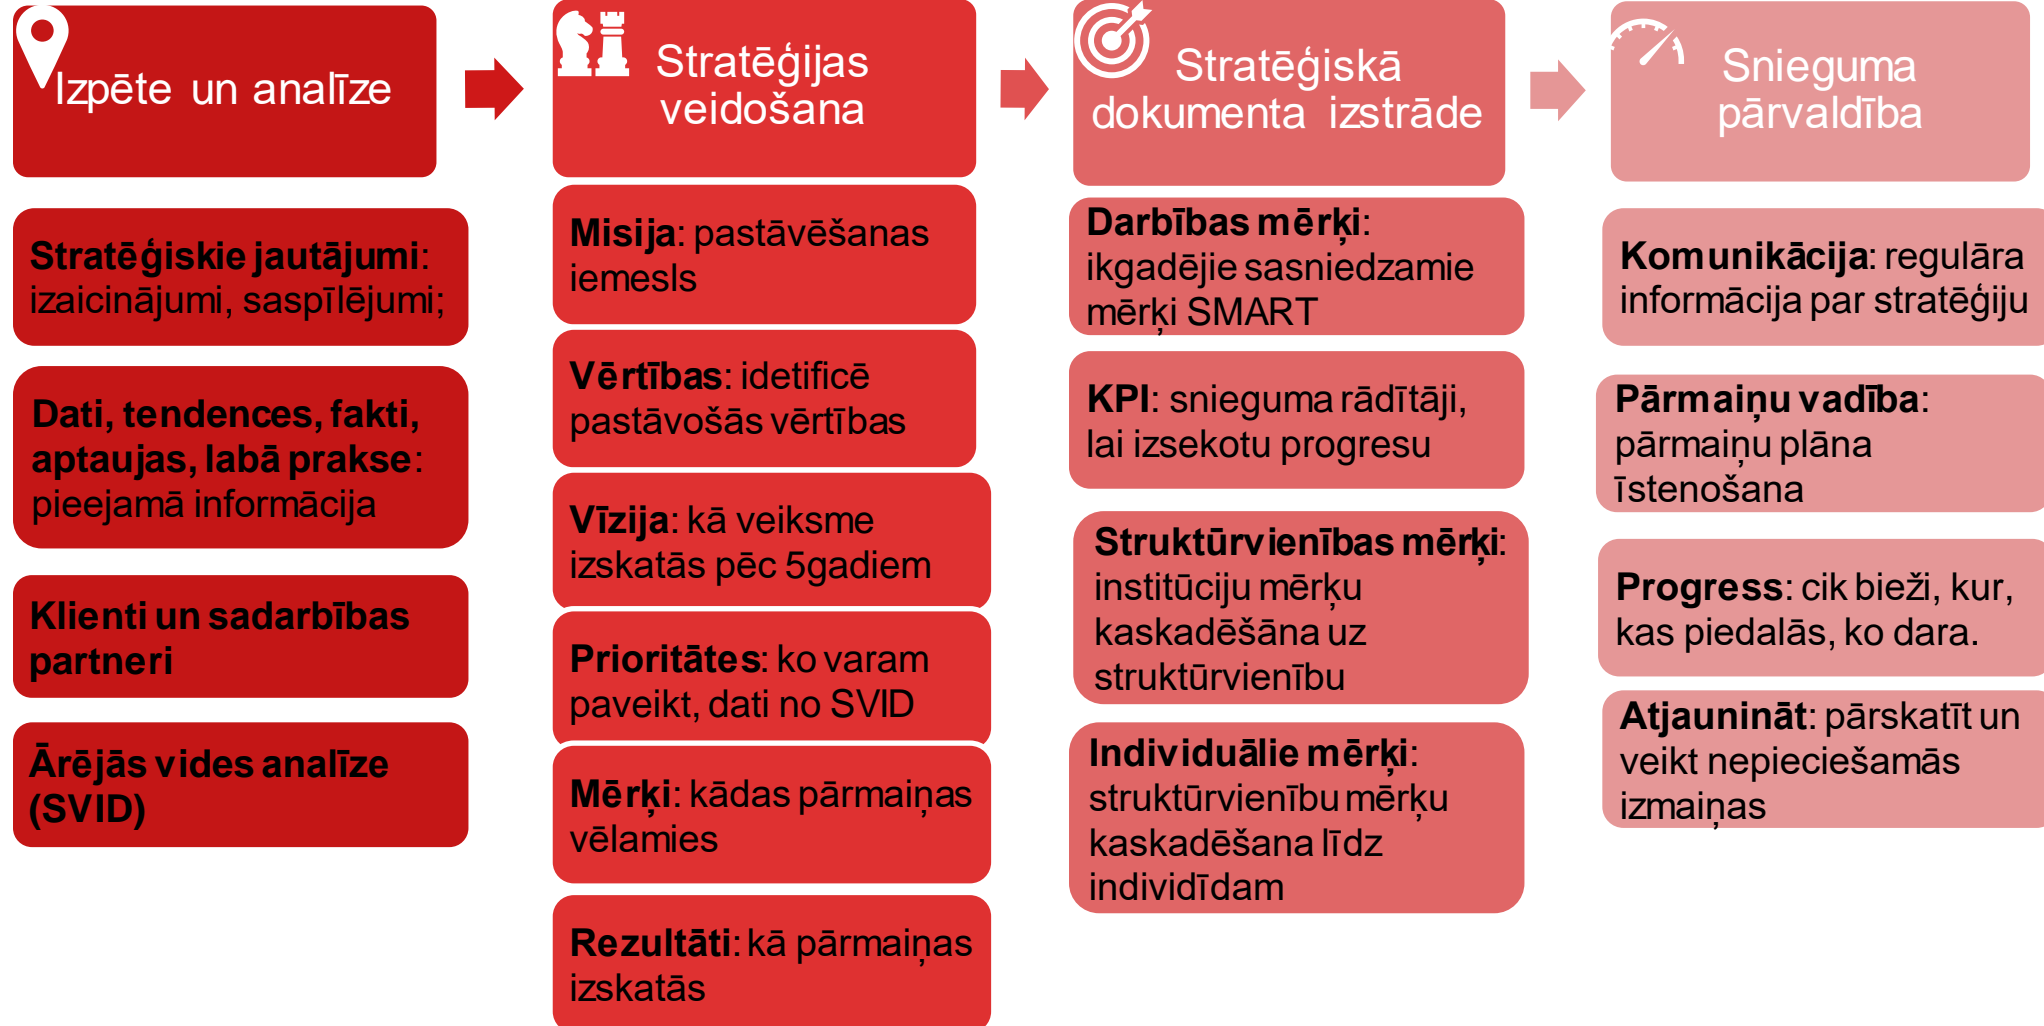 Izpēte un analīze
Stratēģiskie jautājumi:
izaicinājumi, saspīlējumi;
Dati, tendences, fakti,
aptaujas, labā prakse:
pieejamā informācija
Klienti un sadarbības
partneri
Ārējās vides analīze
(SVID)
Stratēģijas
veidošana
Misija: pastāvēšanas
iemesls
Vērtības: idetificē
pastāvošās vērtības
Vīzija: kā veiksme
izskatās pēc 5gadiem
Prioritātes: ko varam
paveikt, dati no SVID
Mērķi: kādas pārmaiņas
vēlamies
Rezultāti: kā pārmaiņas
izskatās
Stratēģiskā
dokumenta izstrāde
Darbības mērķi:
ikgadējie sasniedzamie
mērķi SMART
KPI: snieguma rādītāji,
lai izsekotu progresu
Struktūrvienības mērķi:
institūciju mērķu
kaskadēšāna uz
struktūrvienību
Individuālie mērķi:
struktūrvienību mērķu
kaskadēšana līdz
individīdam
Snieguma
pārvaldība
Komunikācija: regulāra
informācija par stratēģiju
Pārmaiņu vadība:
pārmaiņu plāna
īstenošana
Progress: cik bieži, kur,
kas piedalās, ko dara.
Atjaunināt: pārskatīt un
veikt nepieciešamās
izmaiņas